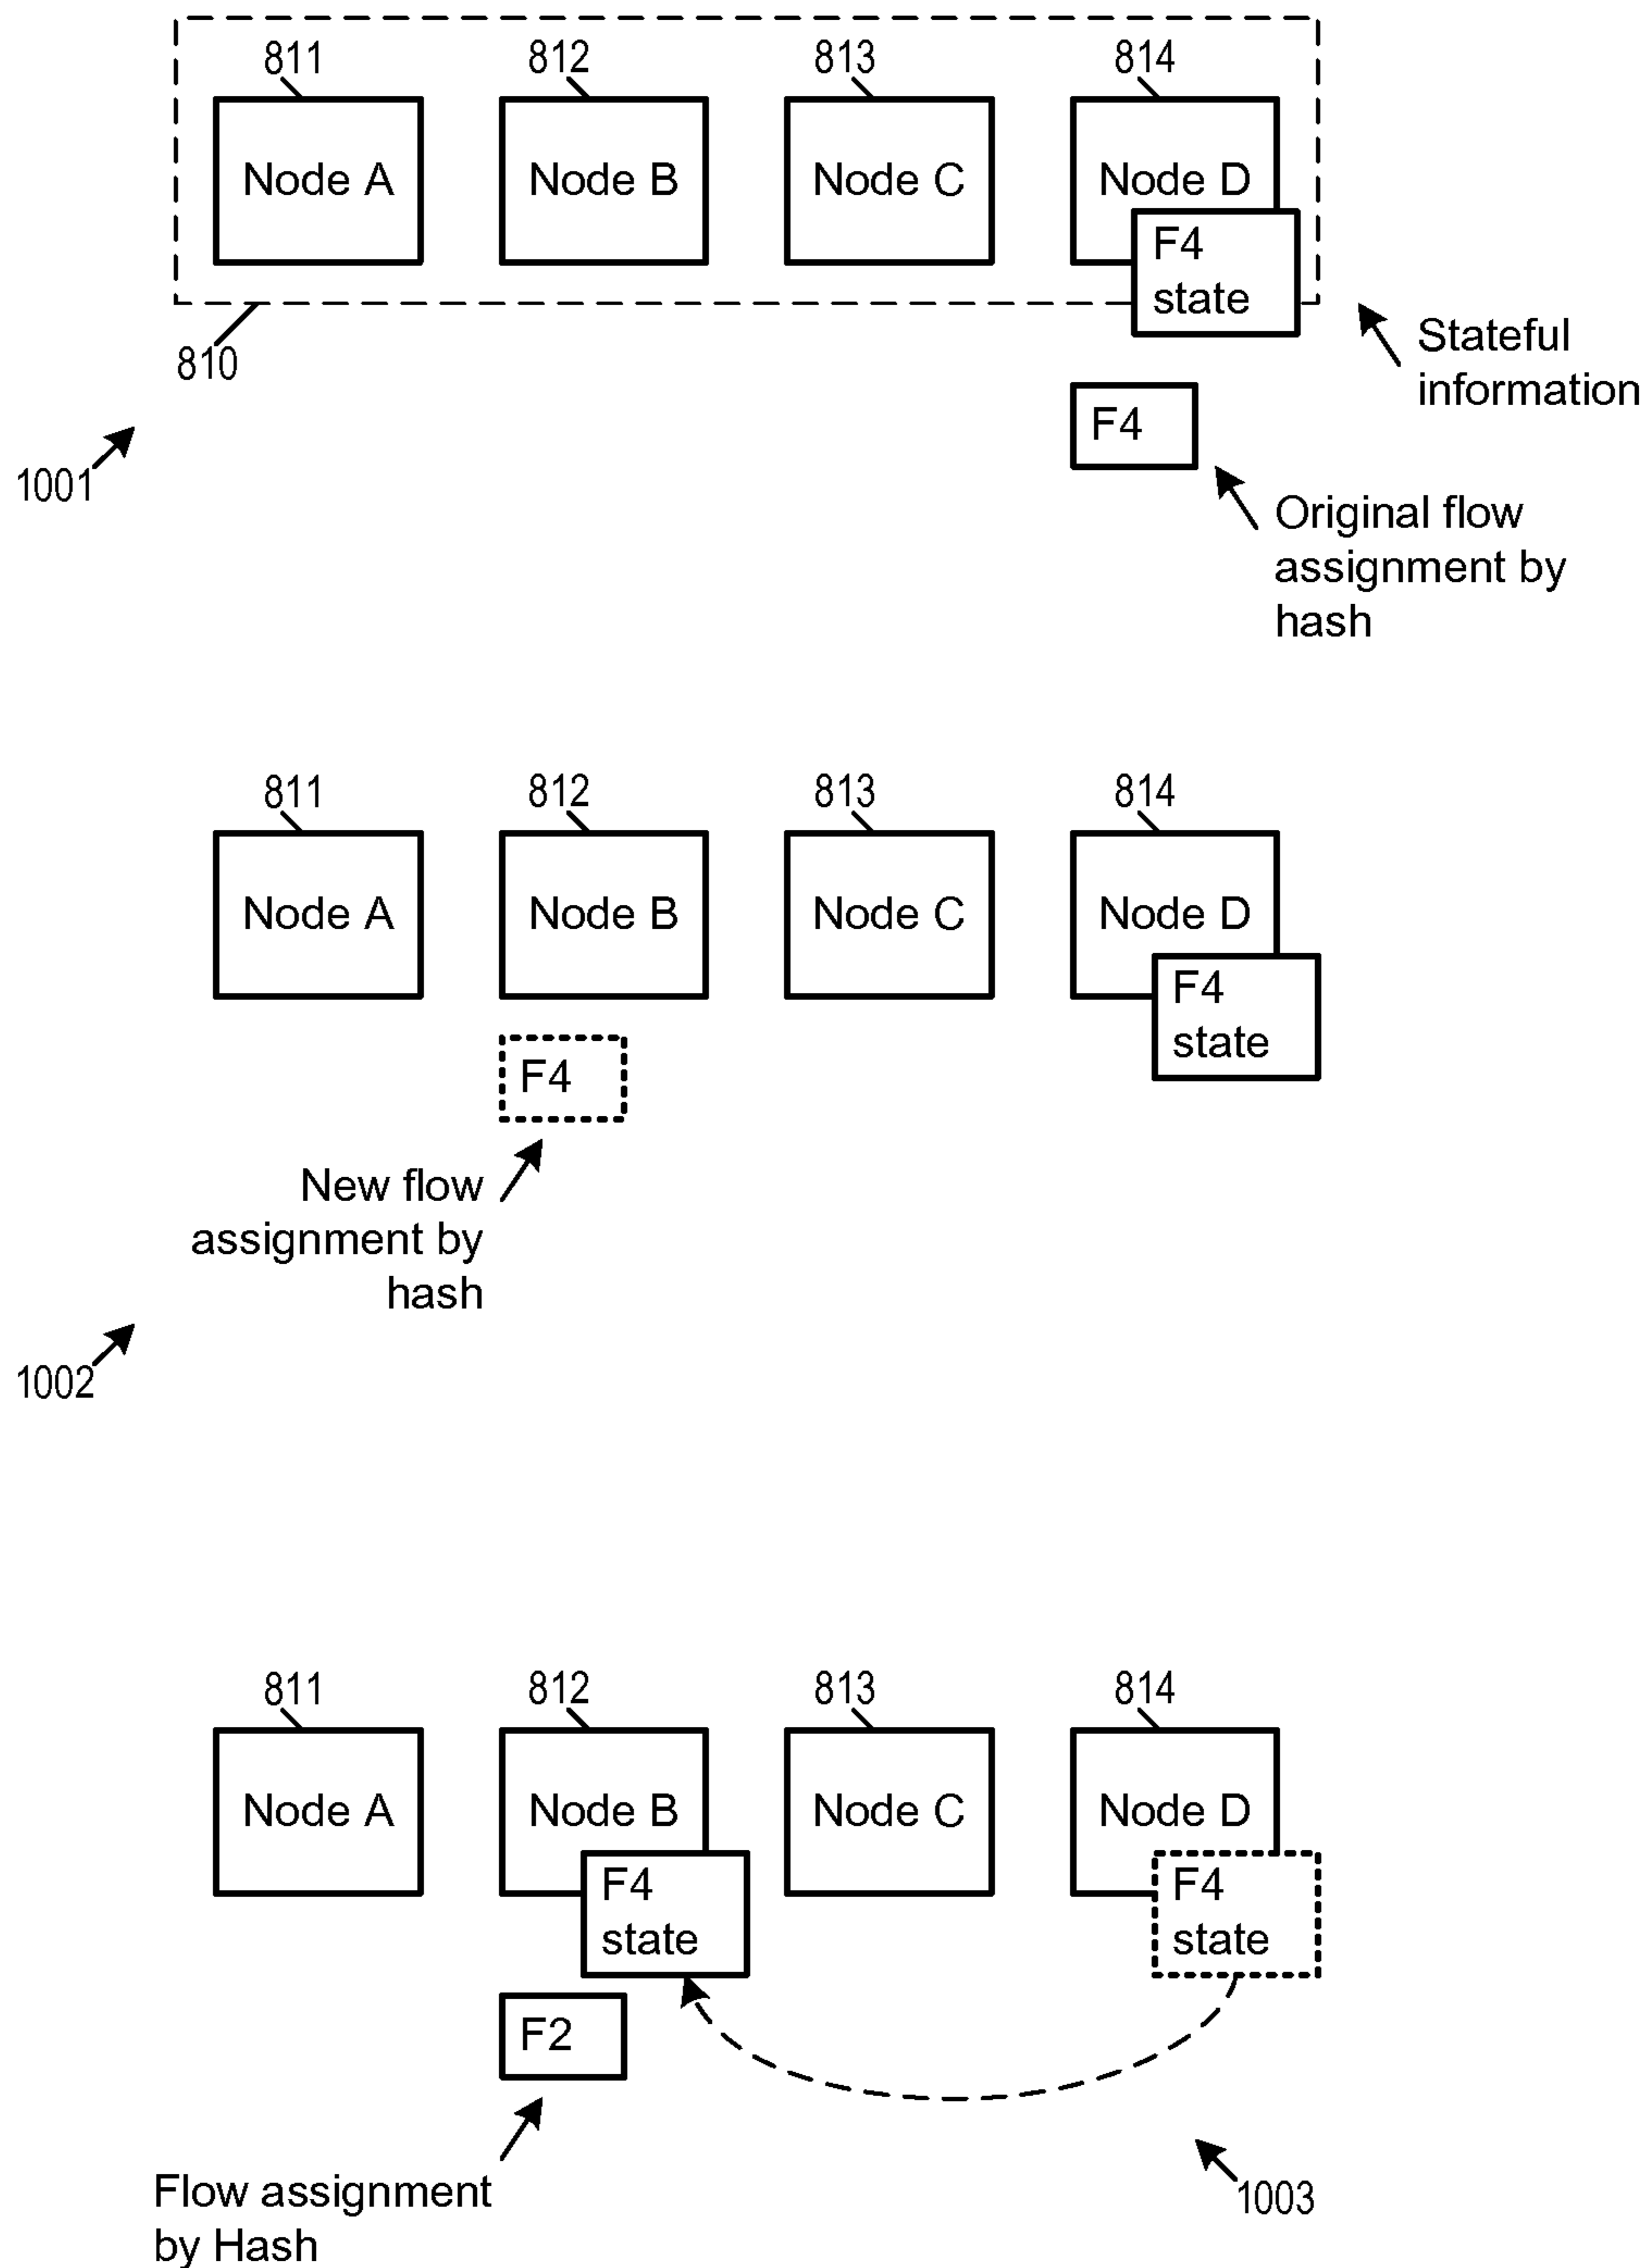 811 812 813 814
Node A Node B Node C Node D
F4
state
810
Stateful
information
F4
1001
Original flow
assignment by
hash
811 812 813 814
Node A Node B Node C Node D
F4
state
F4
New flow
assignment by
hash
1002
811 812 813 814
Node A Node B Node C Node D
F4 F4
state state
F2
Flow assignment
by Hash
1003